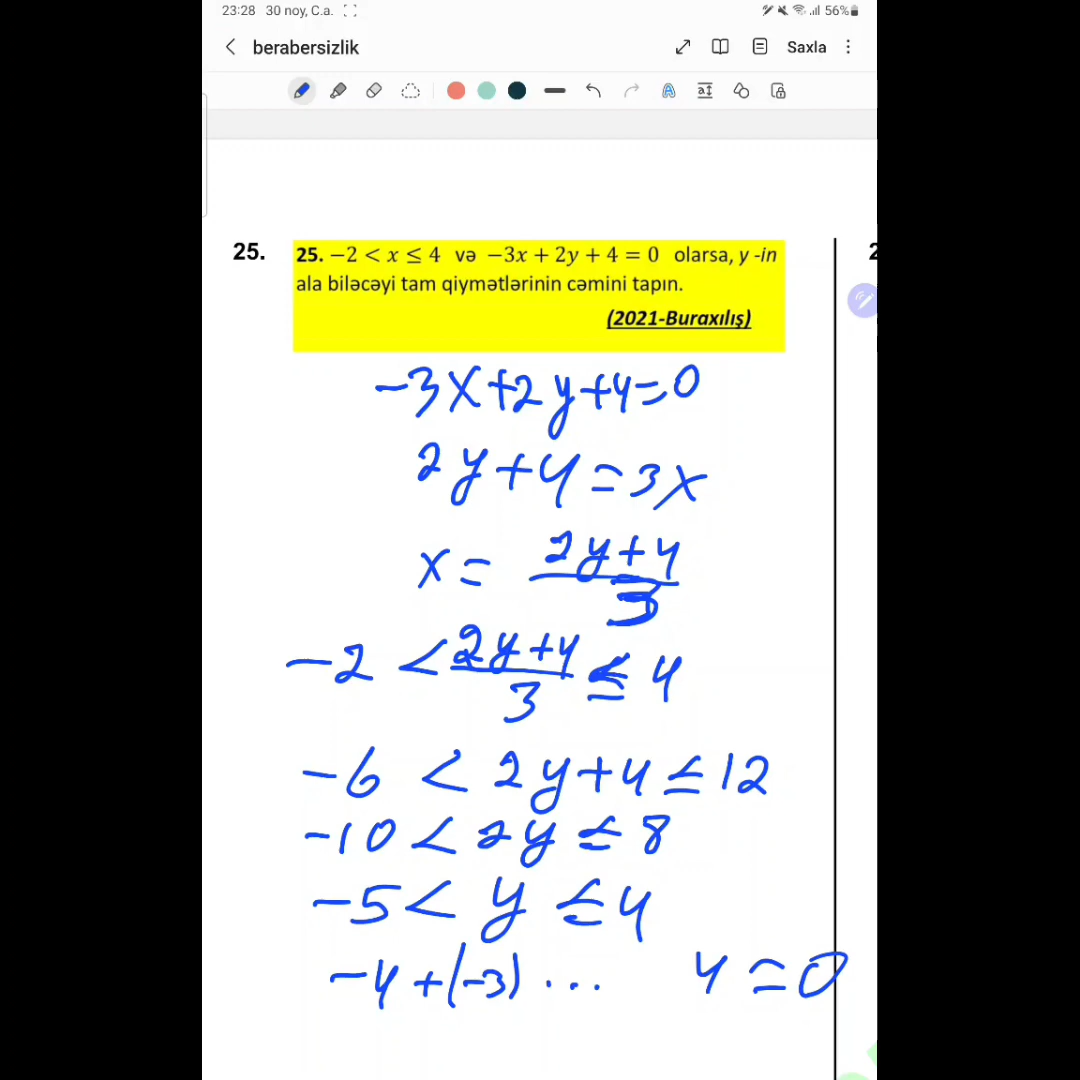 23:28 30 noy, C.a. 56%
berabersizlik Saxla
25.
25. −2 < x ≤ 4 və −3x + 2y + 4 = 0 olarsa, y -in
ala biləcəyi tam qiymətlərinin cəmini tapın.
(2021-Buraxılış)
2
-3x+2y+4=0
2y+4=3x
x= (2y+4)/3
-2 < (2y+4)/3 ≤ 4
-6 < 2y+4 ≤ 12
-10 < 2y ≤ 8
-5 < y ≤ 4
-4+(-3)... 4 =0